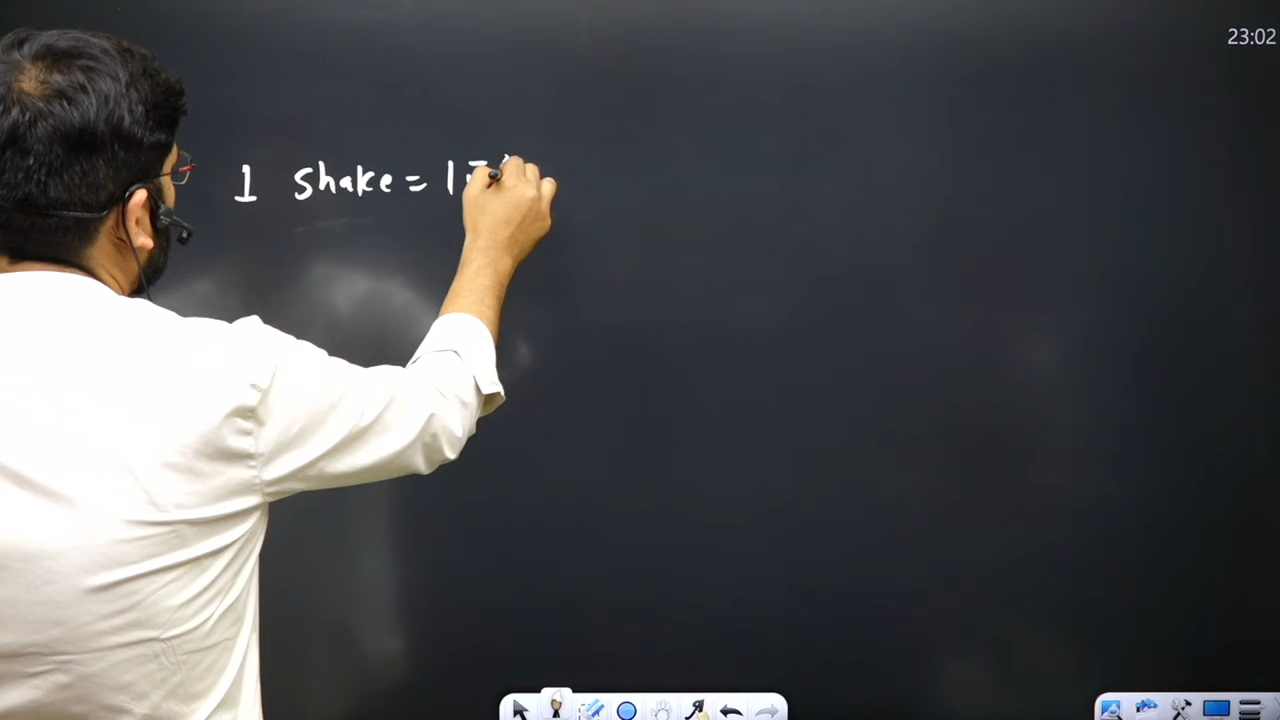 23:02
1 shake = 1